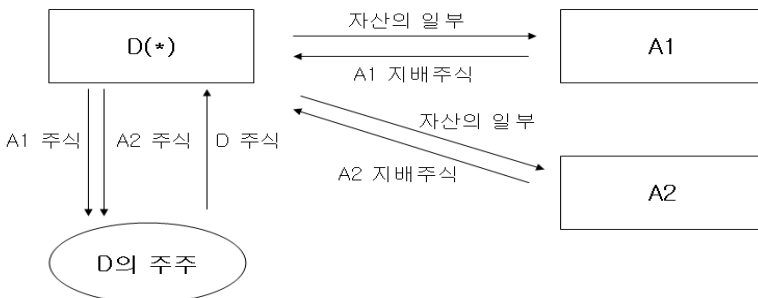 자산의 일부
D(*)
A1
A1 지배주식
자산의 일부
A1 주식
A2 주식
D 주식
A2 지배주식
A2
D의 주주